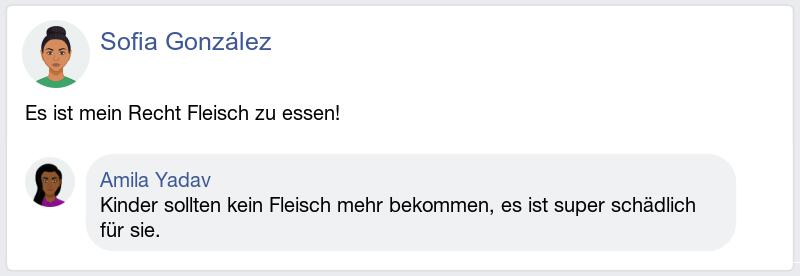 Sofia González
Es ist mein Recht Fleisch zu essen!
Amila Yadav
Kinder sollten kein Fleisch mehr bekommen, es ist super schädlich
für sie.